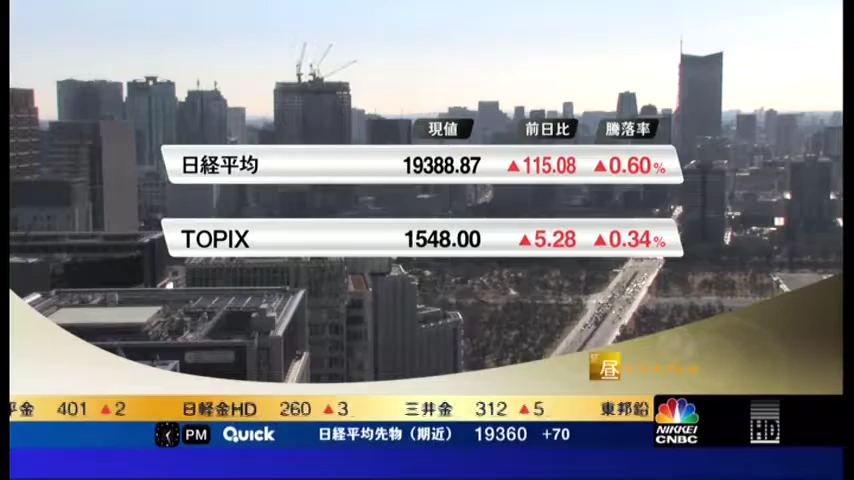 現値 前日比 騰落率
日経平均 19388.87 ▲115.08 ▲0.60%
TOPIX 1548.00 ▲5.28 ▲0.34%
昼
平金 401 ▲2 日軽金HD 260 ▲3 三井金 312 ▲5 東邦鉛
PM QUICK 日経平均先物（期近） 19360 +70
NIKKEI CNBC
HD